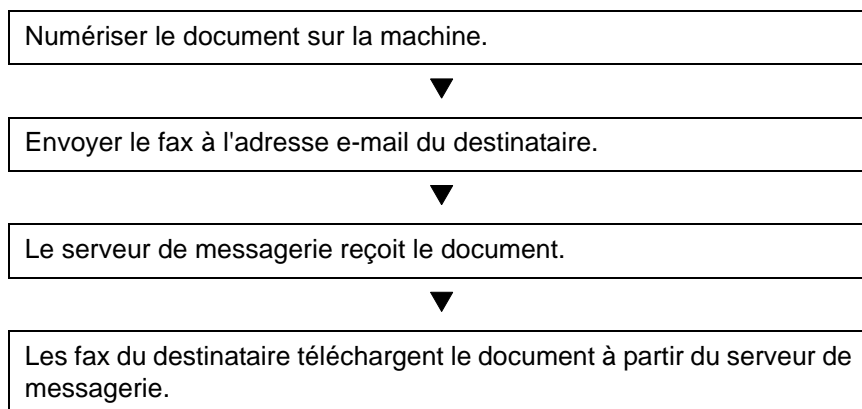 Numériser le document sur la machine.
Envoyer le fax à l'adresse e-mail du destinataire.
Le serveur de messagerie reçoit le document.
Les fax du destinataire téléchargent le document à partir du serveur de
messagerie.